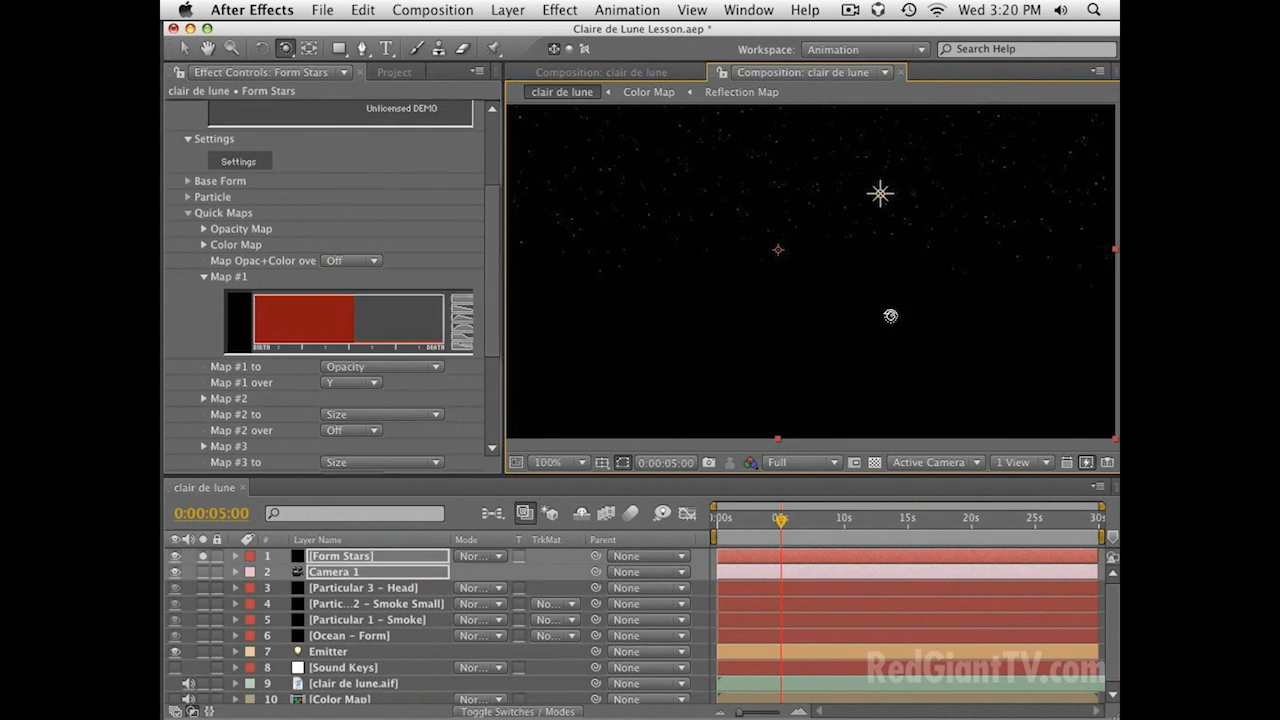 After Effects File Edit Composition Layer Effect Animation View Window Help Wed 3:20 PM
Claire de Lune Lesson.aep *
Workspace: Animation Search Help
Effect Controls: Form Stars Project Composition: clair de lune Composition: clair de lune
clair de lune • Form Stars clair de lune Color Map Reflection Map
Unlicensed DEMO
Settings
Settings
Base Form
Particle
Quick Maps
Opacity Map
Color Map
Map Opac+Color ove Off
Map #1
BIRTH DEATH
Map #1 to Opacity
Map #1 over Y
Map #2
Map #2 to Size
Map #2 over Off
Map #3
Map #3 to Size
100% 0:00:05:00 Full Active Camera 1 View
clair de lune
0:00:05:00 :00s 05s 10s 15s 20s 25s 30s
# Layer Name Mode T TrkMat Parent
1 [Form Stars] Nor... None
2 Camera 1 None
3 [Particular 3 - Head] Nor... None
4 [Partic...2 - Smoke Small] Nor... No... None
5 [Particular 1 - Smoke] Nor... No... None
6 [Ocean - Form] Nor... No... None
7 Emitter None
8 [Sound Keys] Nor... No... None
9 [clair de lune.aif] None
10 [Color Map] Nor... No... None
Toggle Switches / Modes
RedGiantTV.com